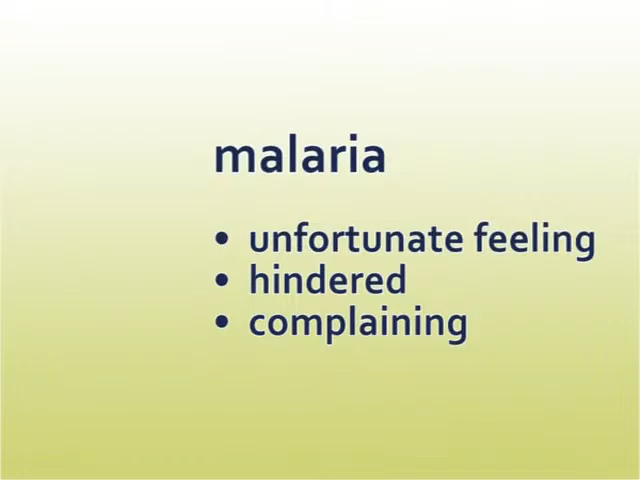 malaria
• unfortunate feeling
• hindered
• complaining